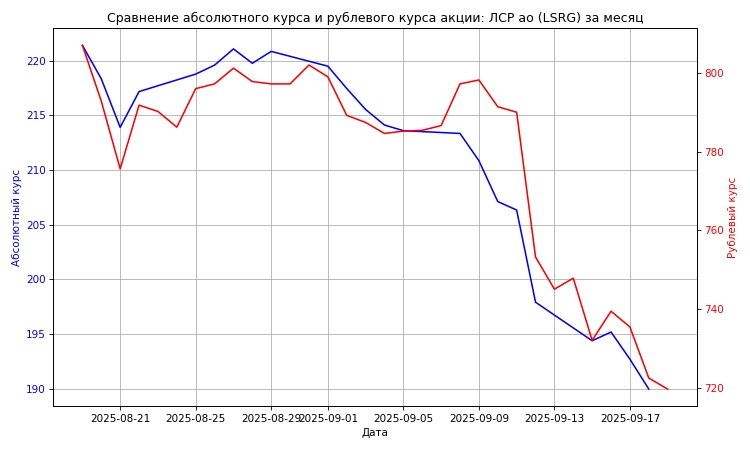 Сравнение абсолютного курса и рублевого курса акции: ЛСР ао (LSRG) за месяц
220
215
210
205
200
195
190
Абсолютный курс
800
780
760
740
720
Рублевый курс
2025-08-21 2025-08-25 2025-08-29 2025-09-01 2025-09-05 2025-09-09 2025-09-13 2025-09-17
Дата